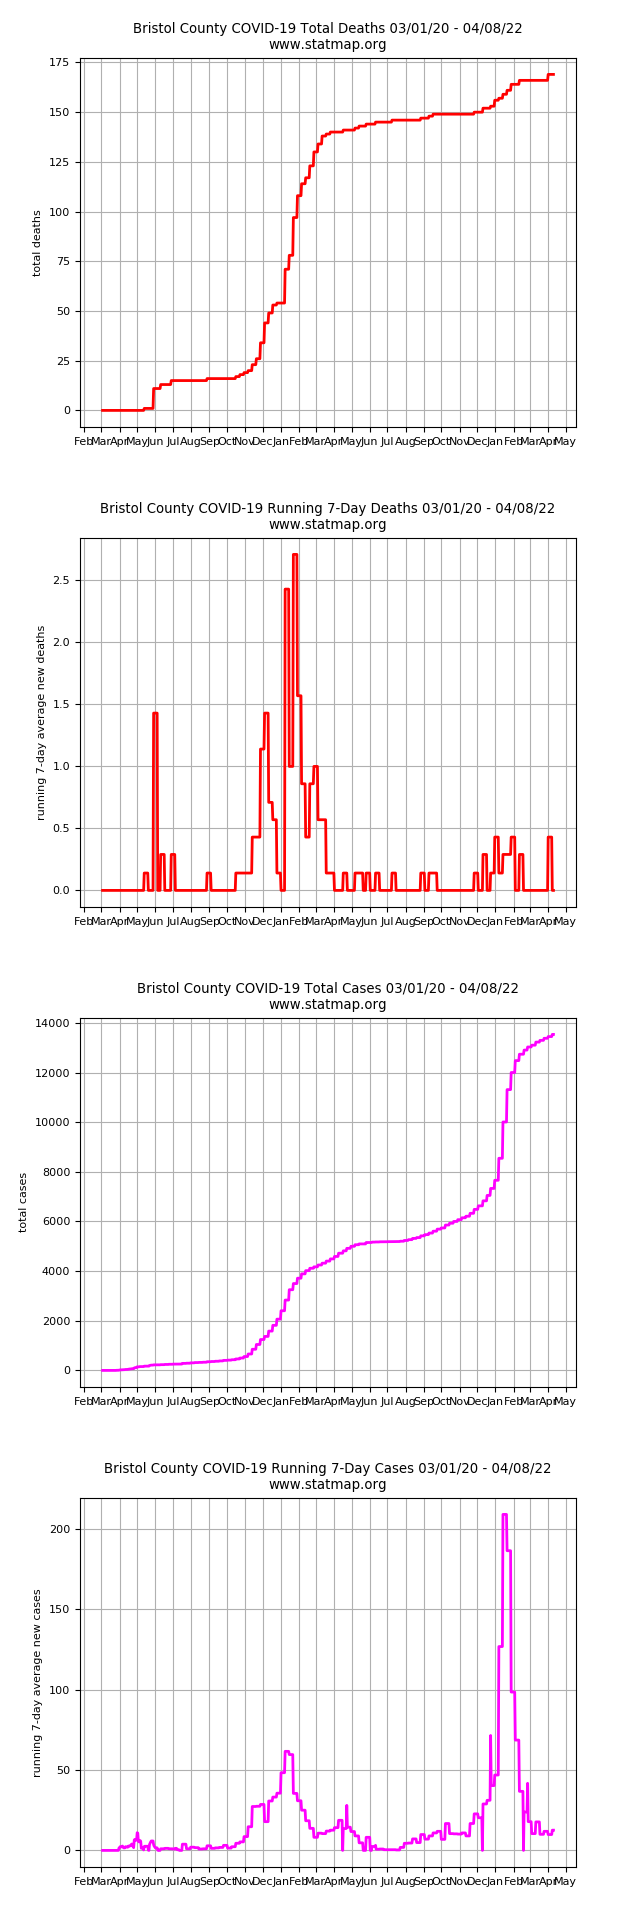 Bristol County COVID-19 Total Deaths 03/01/20 - 04/08/22
www.statmap.org
175
150
125
100
75
50
25
0
total deaths
Feb Mar Apr May Jun Jul Aug Sep Oct Nov Dec Jan Feb Mar Apr May Jun Jul Aug Sep Oct Nov Dec Jan Feb Mar Apr May
Bristol County COVID-19 Running 7-Day Deaths 03/01/20 - 04/08/22
www.statmap.org
2.5
2.0
1.5
1.0
0.5
0.0
running 7-day average new deaths
Feb Mar Apr May Jun Jul Aug Sep Oct Nov Dec Jan Feb Mar Apr May Jun Jul Aug Sep Oct Nov Dec Jan Feb Mar Apr May
Bristol County COVID-19 Total Cases 03/01/20 - 04/08/22
www.statmap.org
14000
12000
10000
8000
6000
4000
2000
0
total cases
Feb Mar Apr May Jun Jul Aug Sep Oct Nov Dec Jan Feb Mar Apr May Jun Jul Aug Sep Oct Nov Dec Jan Feb Mar Apr May
Bristol County COVID-19 Running 7-Day Cases 03/01/20 - 04/08/22
www.statmap.org
200
150
100
50
0
running 7-day average new cases
Feb Mar Apr May Jun Jul Aug Sep Oct Nov Dec Jan Feb Mar Apr May Jun Jul Aug Sep Oct Nov Dec Jan Feb Mar Apr May